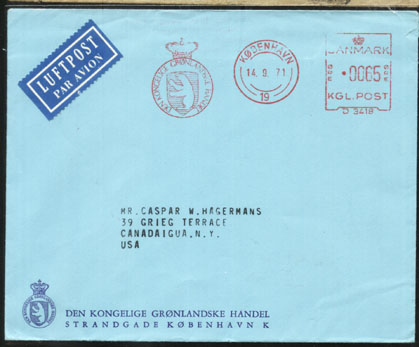 LUFTPOST
PAR AVION
DEN KONGELIGE GRØNLANDSKE HANDEL
KØBENHAVN
14.9.71
19
DANMARK
0065
KGL. POST
D 3418
MR.CASPAR W.HAGERMANS
39 GRIEG TERRACE
CANADAIGUA,N.Y.
USA
DEN KONGELIGE GRØNLANDSKE HANDEL
STRANDGADE KØBENHAVN K